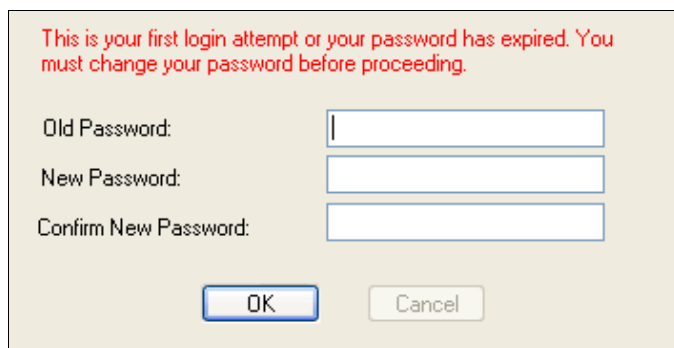 This is your first login attempt or your password has expired. You
must change your password before proceeding.
Old Password:
New Password:
Confirm New Password:
OK Cancel